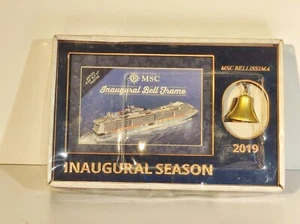 MSC BELLISSIMA
MSC
Inaugural Bell Frame
2019
INAUGURAL SEASON